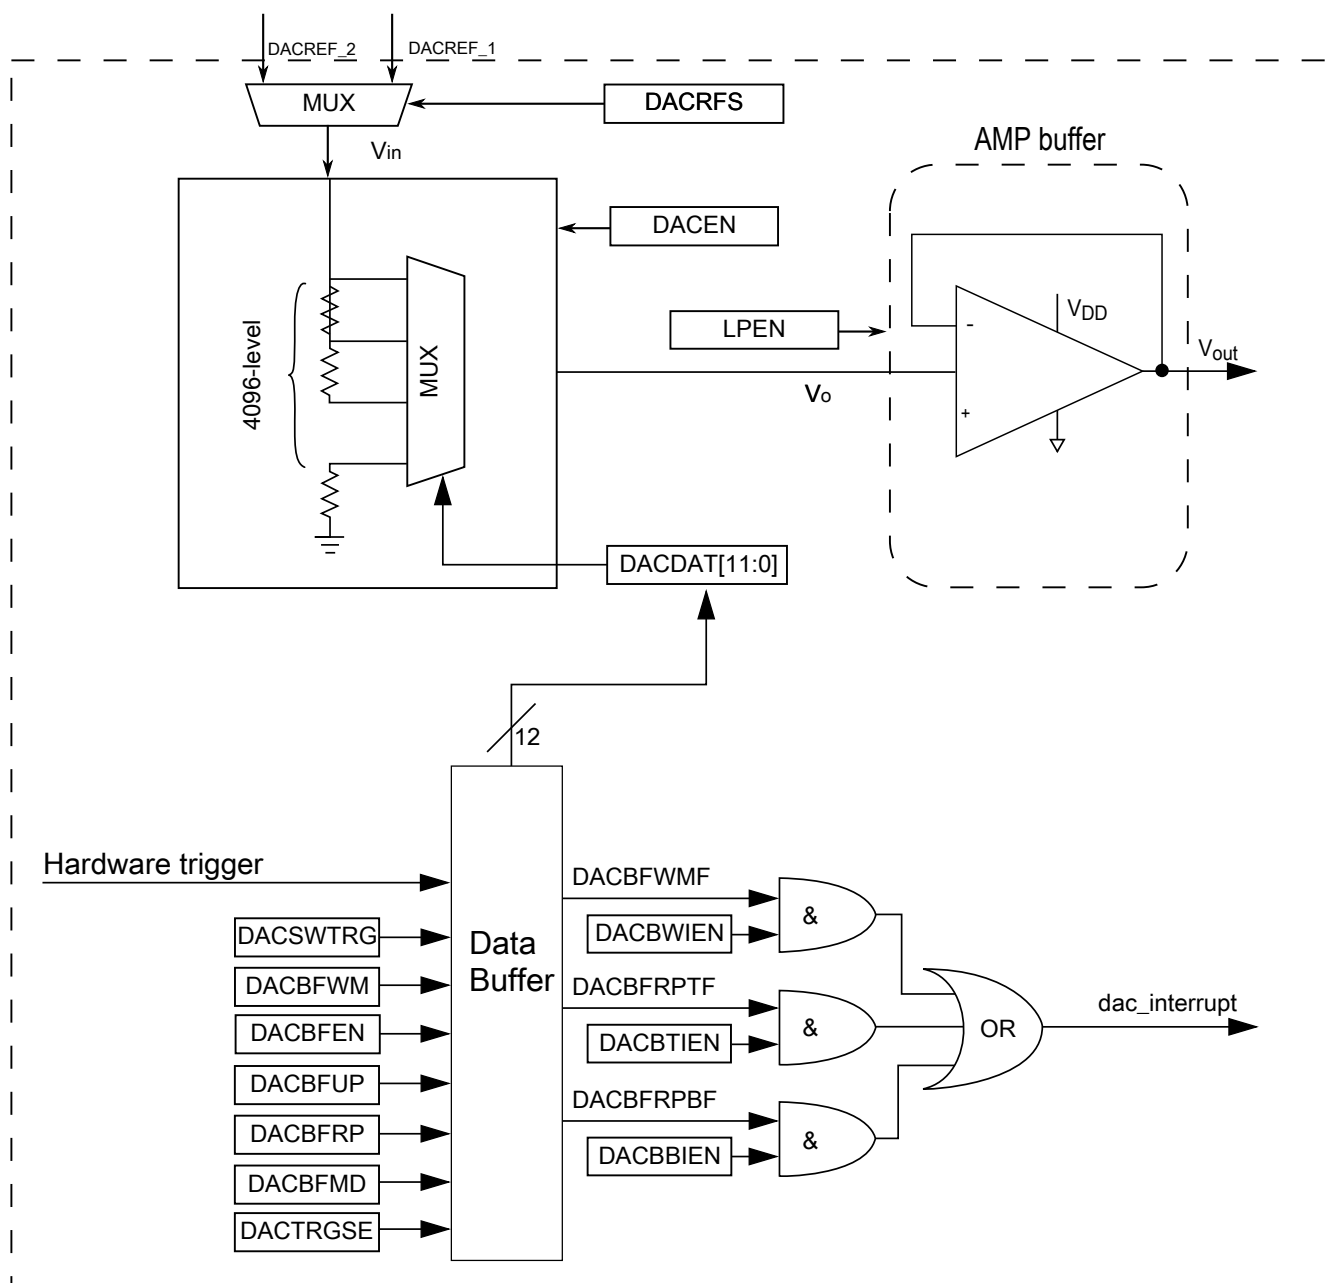 DACREF_2
DACREF_1
MUX
DACRFS
Vin
AMP buffer
DACEN
4096-level
MUX
LPEN
VDD
-
+
Vo
Vout
DACDAT[11:0]
12
Hardware trigger
DACSWTRG
DACBFWM
DACBFEN
DACBFUP
DACBFRP
DACBFMD
DACTRGSE
Data
Buffer
DACBFWMF
DACBWIEN
&
DACBFRPTF
DACBTIEN
&
DACBFRPBF
DACBBIEN
&
OR
dac_interrupt